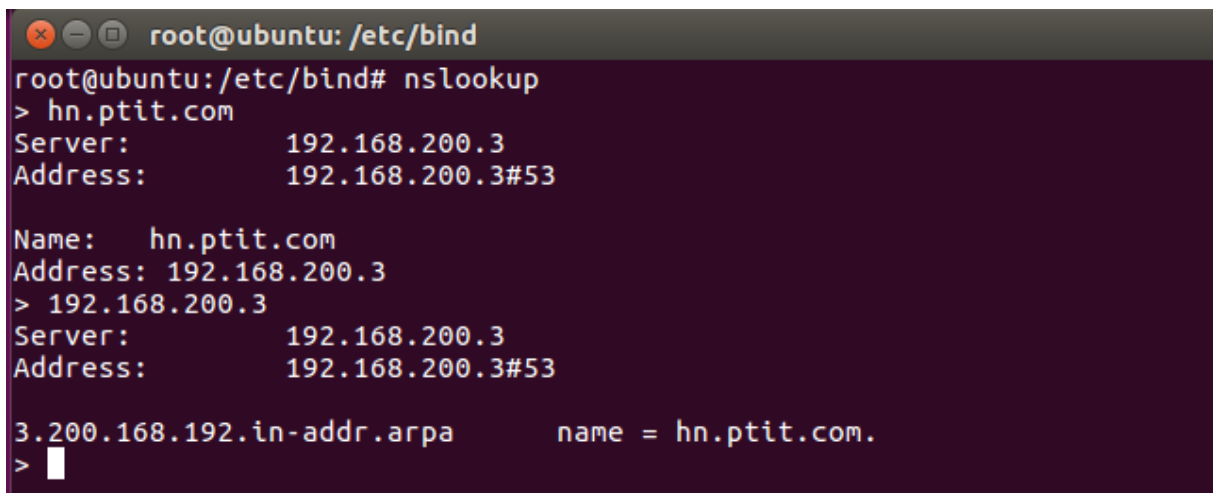 root@ubuntu: /etc/bind
root@ubuntu:/etc/bind# nslookup
> hn.ptit.com
Server:		192.168.200.3
Address:	192.168.200.3#53

Name:	hn.ptit.com
Address: 192.168.200.3
> 192.168.200.3
Server:		192.168.200.3
Address:	192.168.200.3#53

3.200.168.192.in-addr.arpa	name = hn.ptit.com.
>